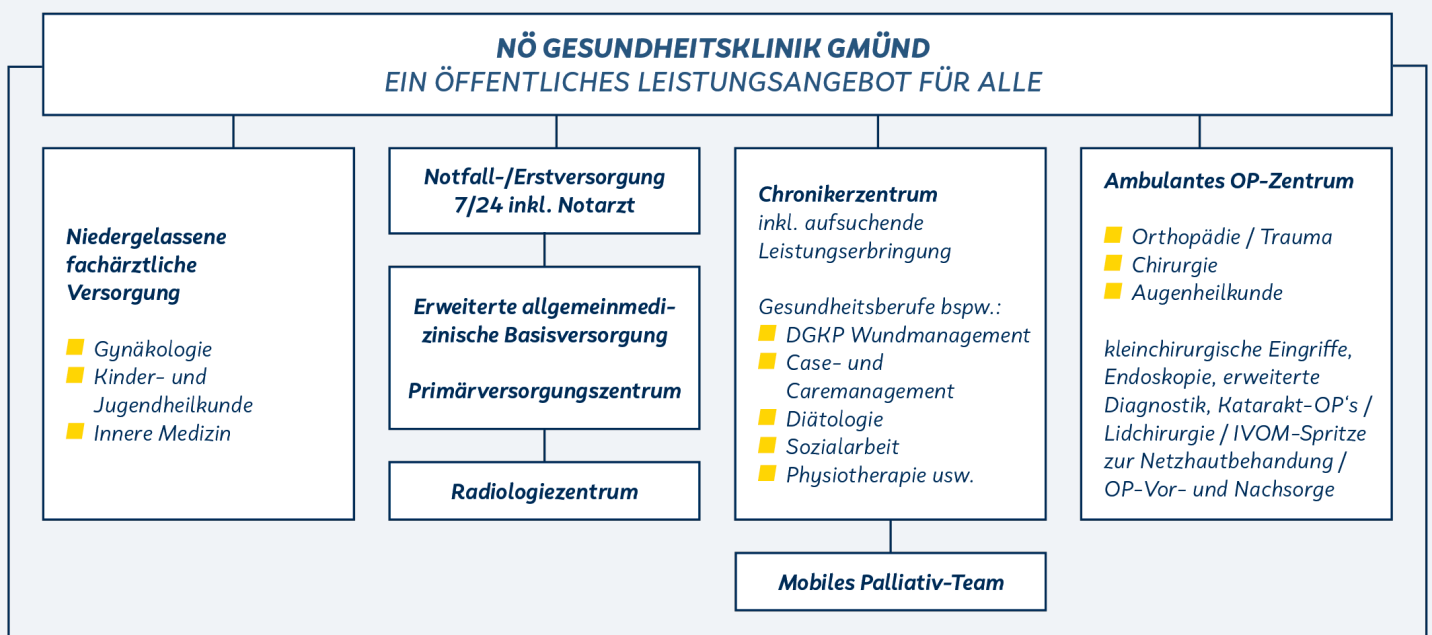 NÖ GESUNDHEITSKLINIK GMÜND
EIN ÖFFENTLICHES LEISTUNGSANGEBOT FÜR ALLE
Niedergelassene
fachärztliche
Versorgung
Gynäkologie
Kinder- und
Jugendheilkunde
Innere Medizin
Notfall-/Erstversorgung
7/24 inkl. Notarzt
Erweiterte allgemeinmedi-
zinische Basisversorgung
Primärversorgungszentrum
Radiologiezentrum
Chronikerzentrum
inkl. aufsuchende
Leistungserbringung
Gesundheitsberufe bspw.:
DGKP Wundmanagement
Case- und
Caremanagement
Diätologie
Sozialarbeit
Physiotherapie usw.
Mobiles Palliativ-Team
Ambulantes OP-Zentrum
Orthopädie / Trauma
Chirurgie
Augenheilkunde
kleinchirurgische Eingriffe,
Endoskopie, erweiterte
Diagnostik, Katarakt-OP‘s /
Lidchirurgie / IVOM-Spritze
zur Netzhautbehandung /
OP-Vor- und Nachsorge